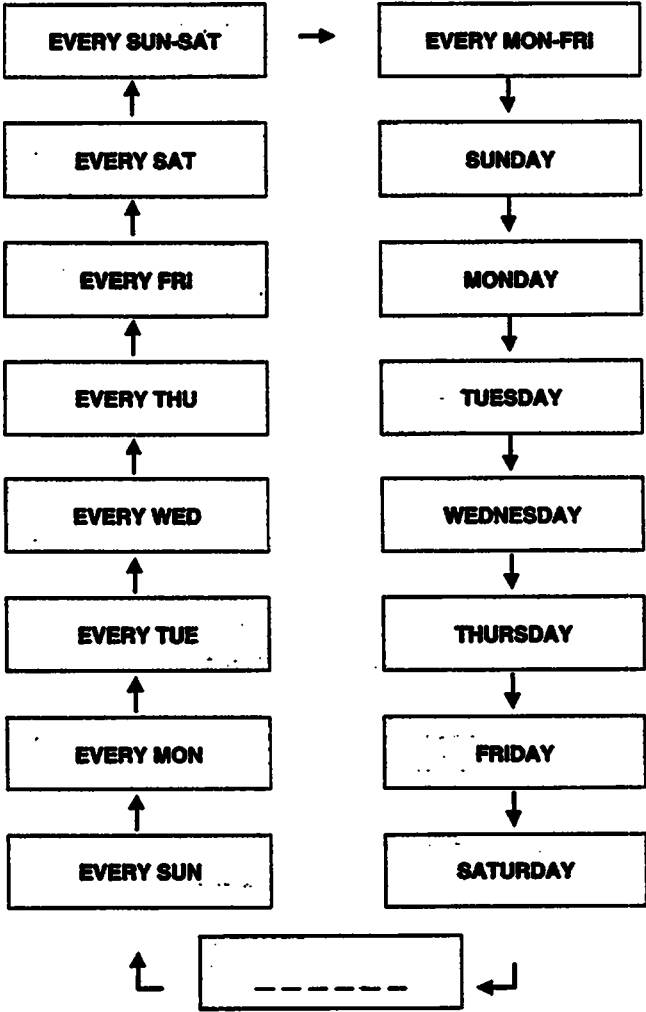 EVERY SUN-SAT
EVERY MON-FRI
EVERY SAT
SUNDAY
EVERY FRI
MONDAY
EVERY THU
TUESDAY
EVERY WED
WEDNESDAY
EVERY TUE
THURSDAY
EVERY MON
FRIDAY
EVERY SUN
SATURDAY
– – – – – –